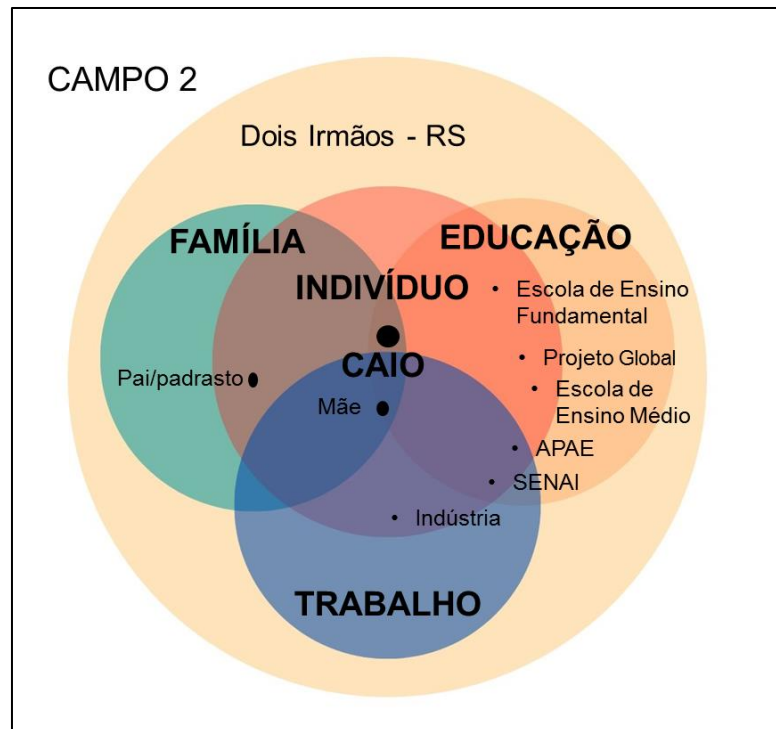 CAMPO 2
Dois Irmãos - RS
FAMÍLIA
EDUCAÇÃO
INDIVÍDUO
• Escola de Ensino
Fundamental
CAIO
• Projeto Global
Pai/padrasto
• Escola de
Ensino Médio
Mãe
• APAE
• SENAI
• Indústria
TRABALHO